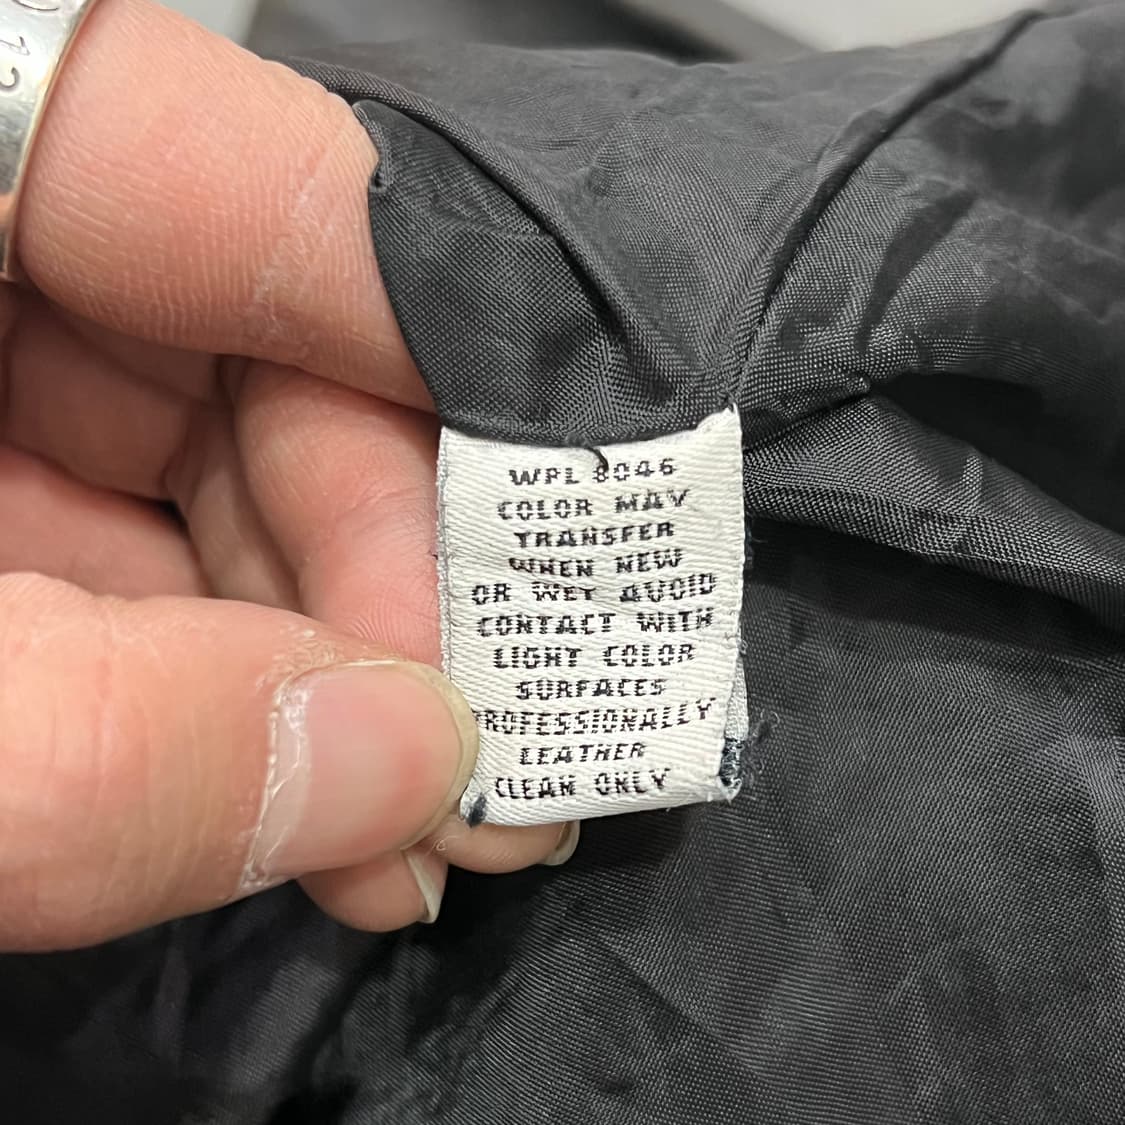 012
WPL 8046
COLOR MAY
TRANSFER
WHEN NEW
OR WET AVOID
CONTACT WITH
LIGHT COLOR
SURFACES
PROFESSIONALLY
LEATHER
CLEAN ONLY